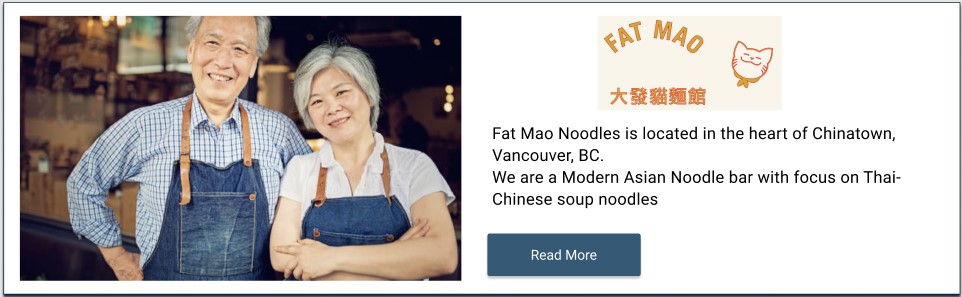 FAT MAO
大發貓麵館
Fat Mao Noodles is located in the heart of Chinatown,
Vancouver, BC.
We are a Modern Asian Noodle bar with focus on Thai-
Chinese soup noodles
Read More